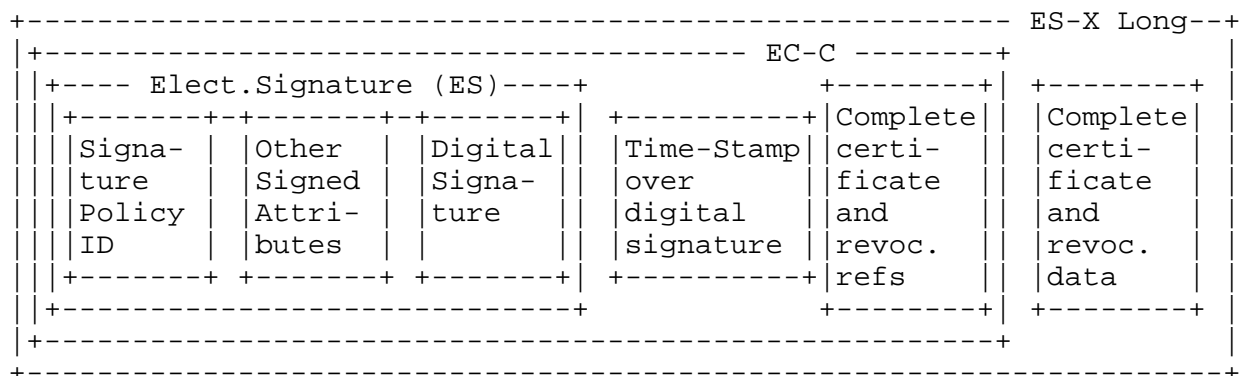 ES-X Long
EC-C
Elect.Signature (ES)
Complete Complete
Signa- Other Digital Time-Stamp certi- certi-
ture Signed Signa- over ficate ficate
Policy Attri- ture digital and and
ID butes signature revoc. revoc.
refs data